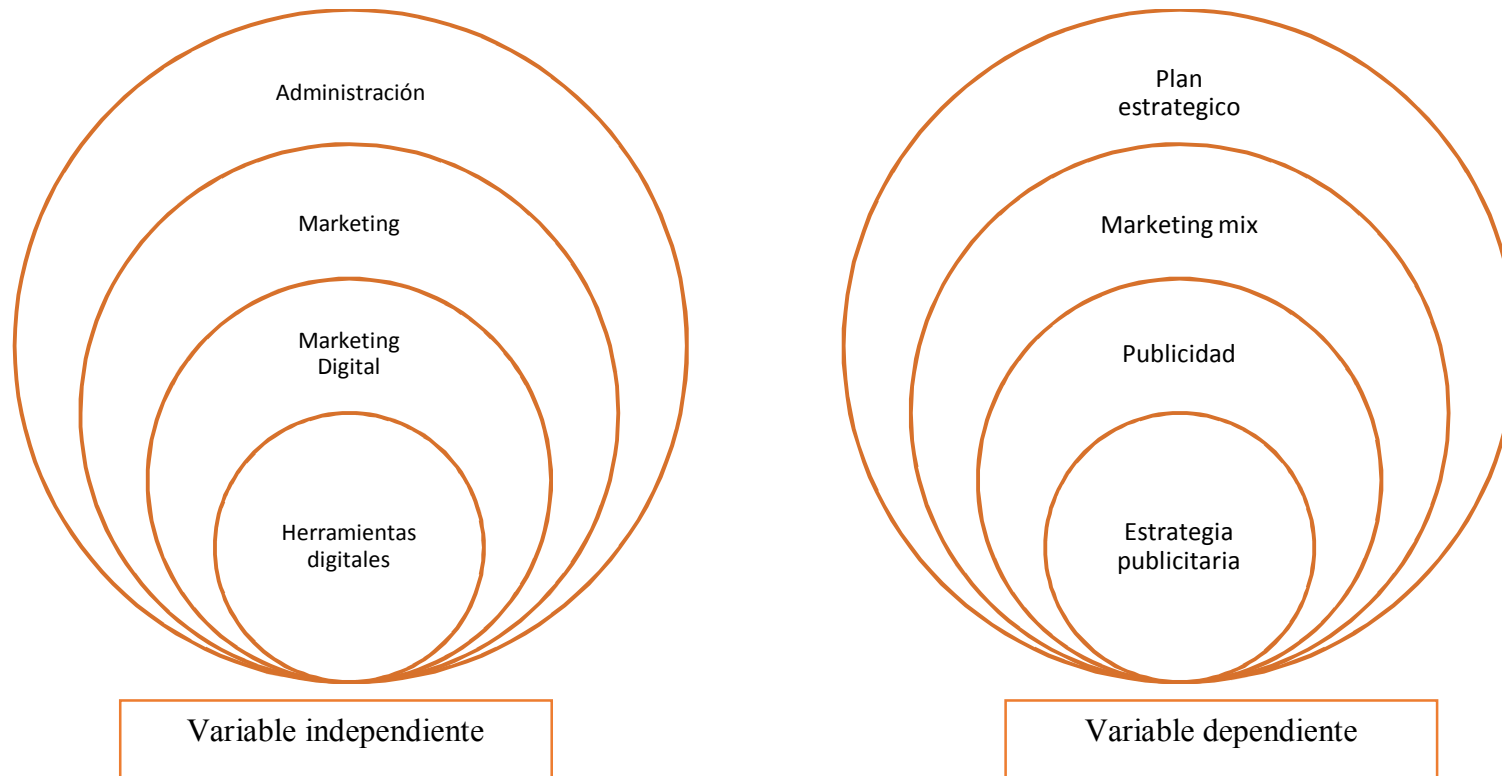 Administración
Marketing
Marketing
Digital
Herramientas
digitales
Variable independiente
Plan
estrategico
Marketing mix
Publicidad
Estrategia
publicitaria
Variable dependiente